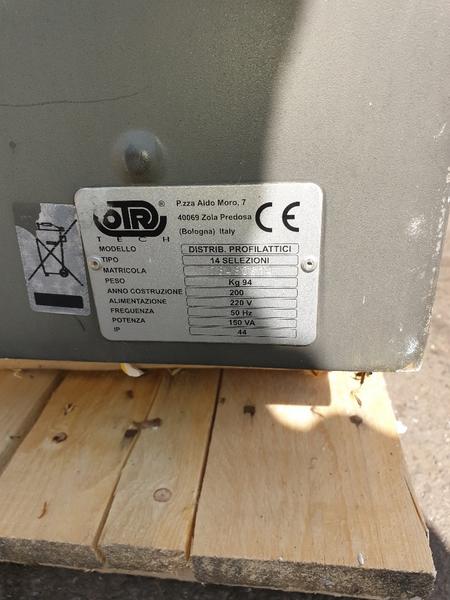 OTR ®
TECH
P.zza Aldo Moro, 7
40069 Zola Predosa
(Bologna) Italy
CE
MODELLO DISTRIB. PROFILATTICI
TIPO 14 SELEZIONI
MATRICOLA
PESO Kg 94
ANNO COSTRUZIONE 200
ALIMENTAZIONE 220 V
FREGUENZA 50 Hz
POTENZA 150 VA
IP 44